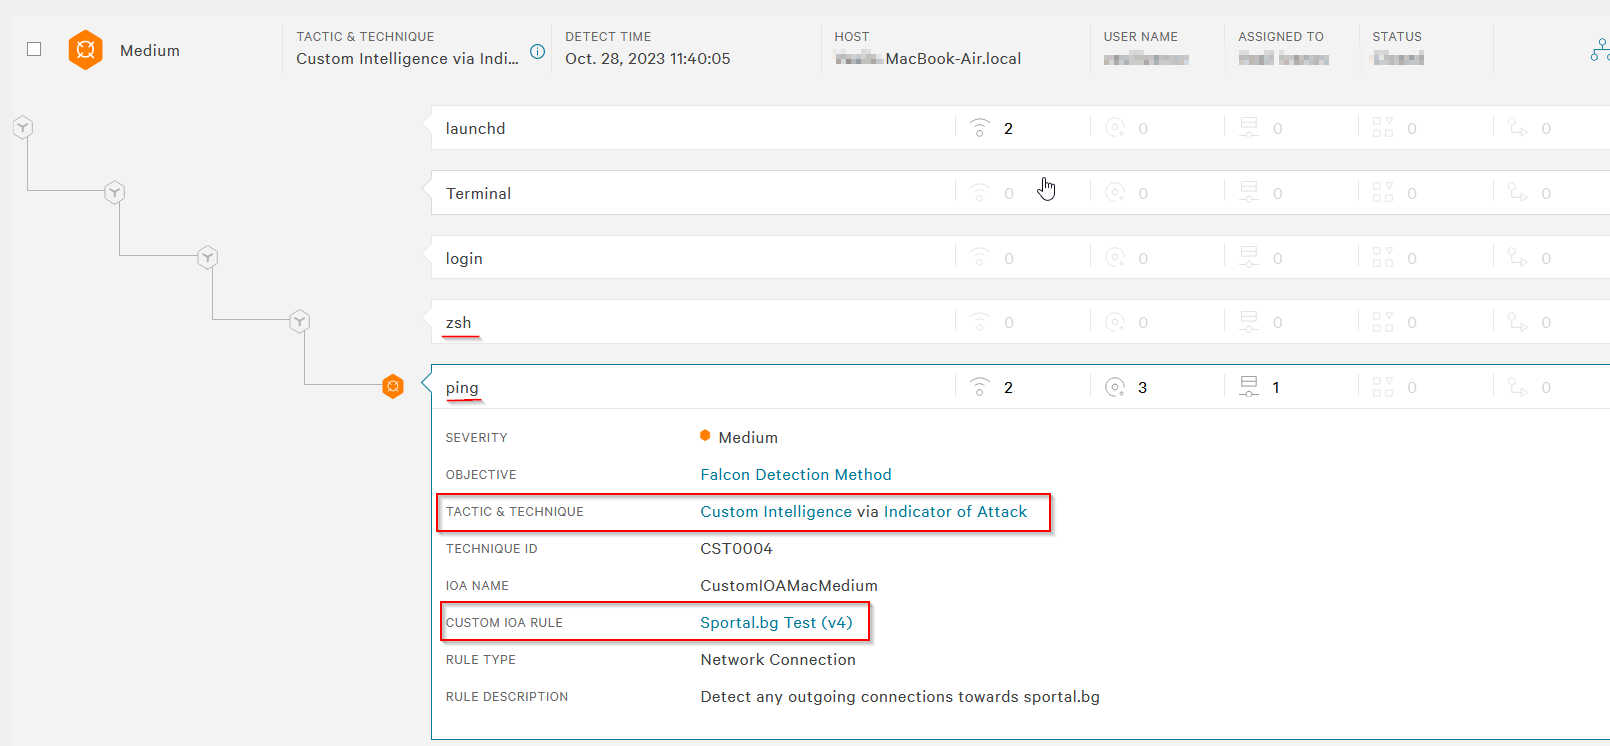 TACTIC & TECHNIQUE DETECT TIME HOST USER NAME ASSIGNED TO STATUS
Medium Custom Intelligence via Indi... Oct. 28, 2023 11:40:05 MacBook-Air.local
launchd 2 0 0 0 0
Terminal 0 0 0 0 0
login 0 0 0 0 0
zsh 0 0 0 0 0
ping 2 3 1 0 0
SEVERITY Medium
OBJECTIVE Falcon Detection Method
TACTIC & TECHNIQUE Custom Intelligence via Indicator of Attack
TECHNIQUE ID CST0004
IOA NAME CustomIOAMacMedium
CUSTOM IOA RULE Sportal.bg Test (v4)
RULE TYPE Network Connection
RULE DESCRIPTION Detect any outgoing connections towards sportal.bg